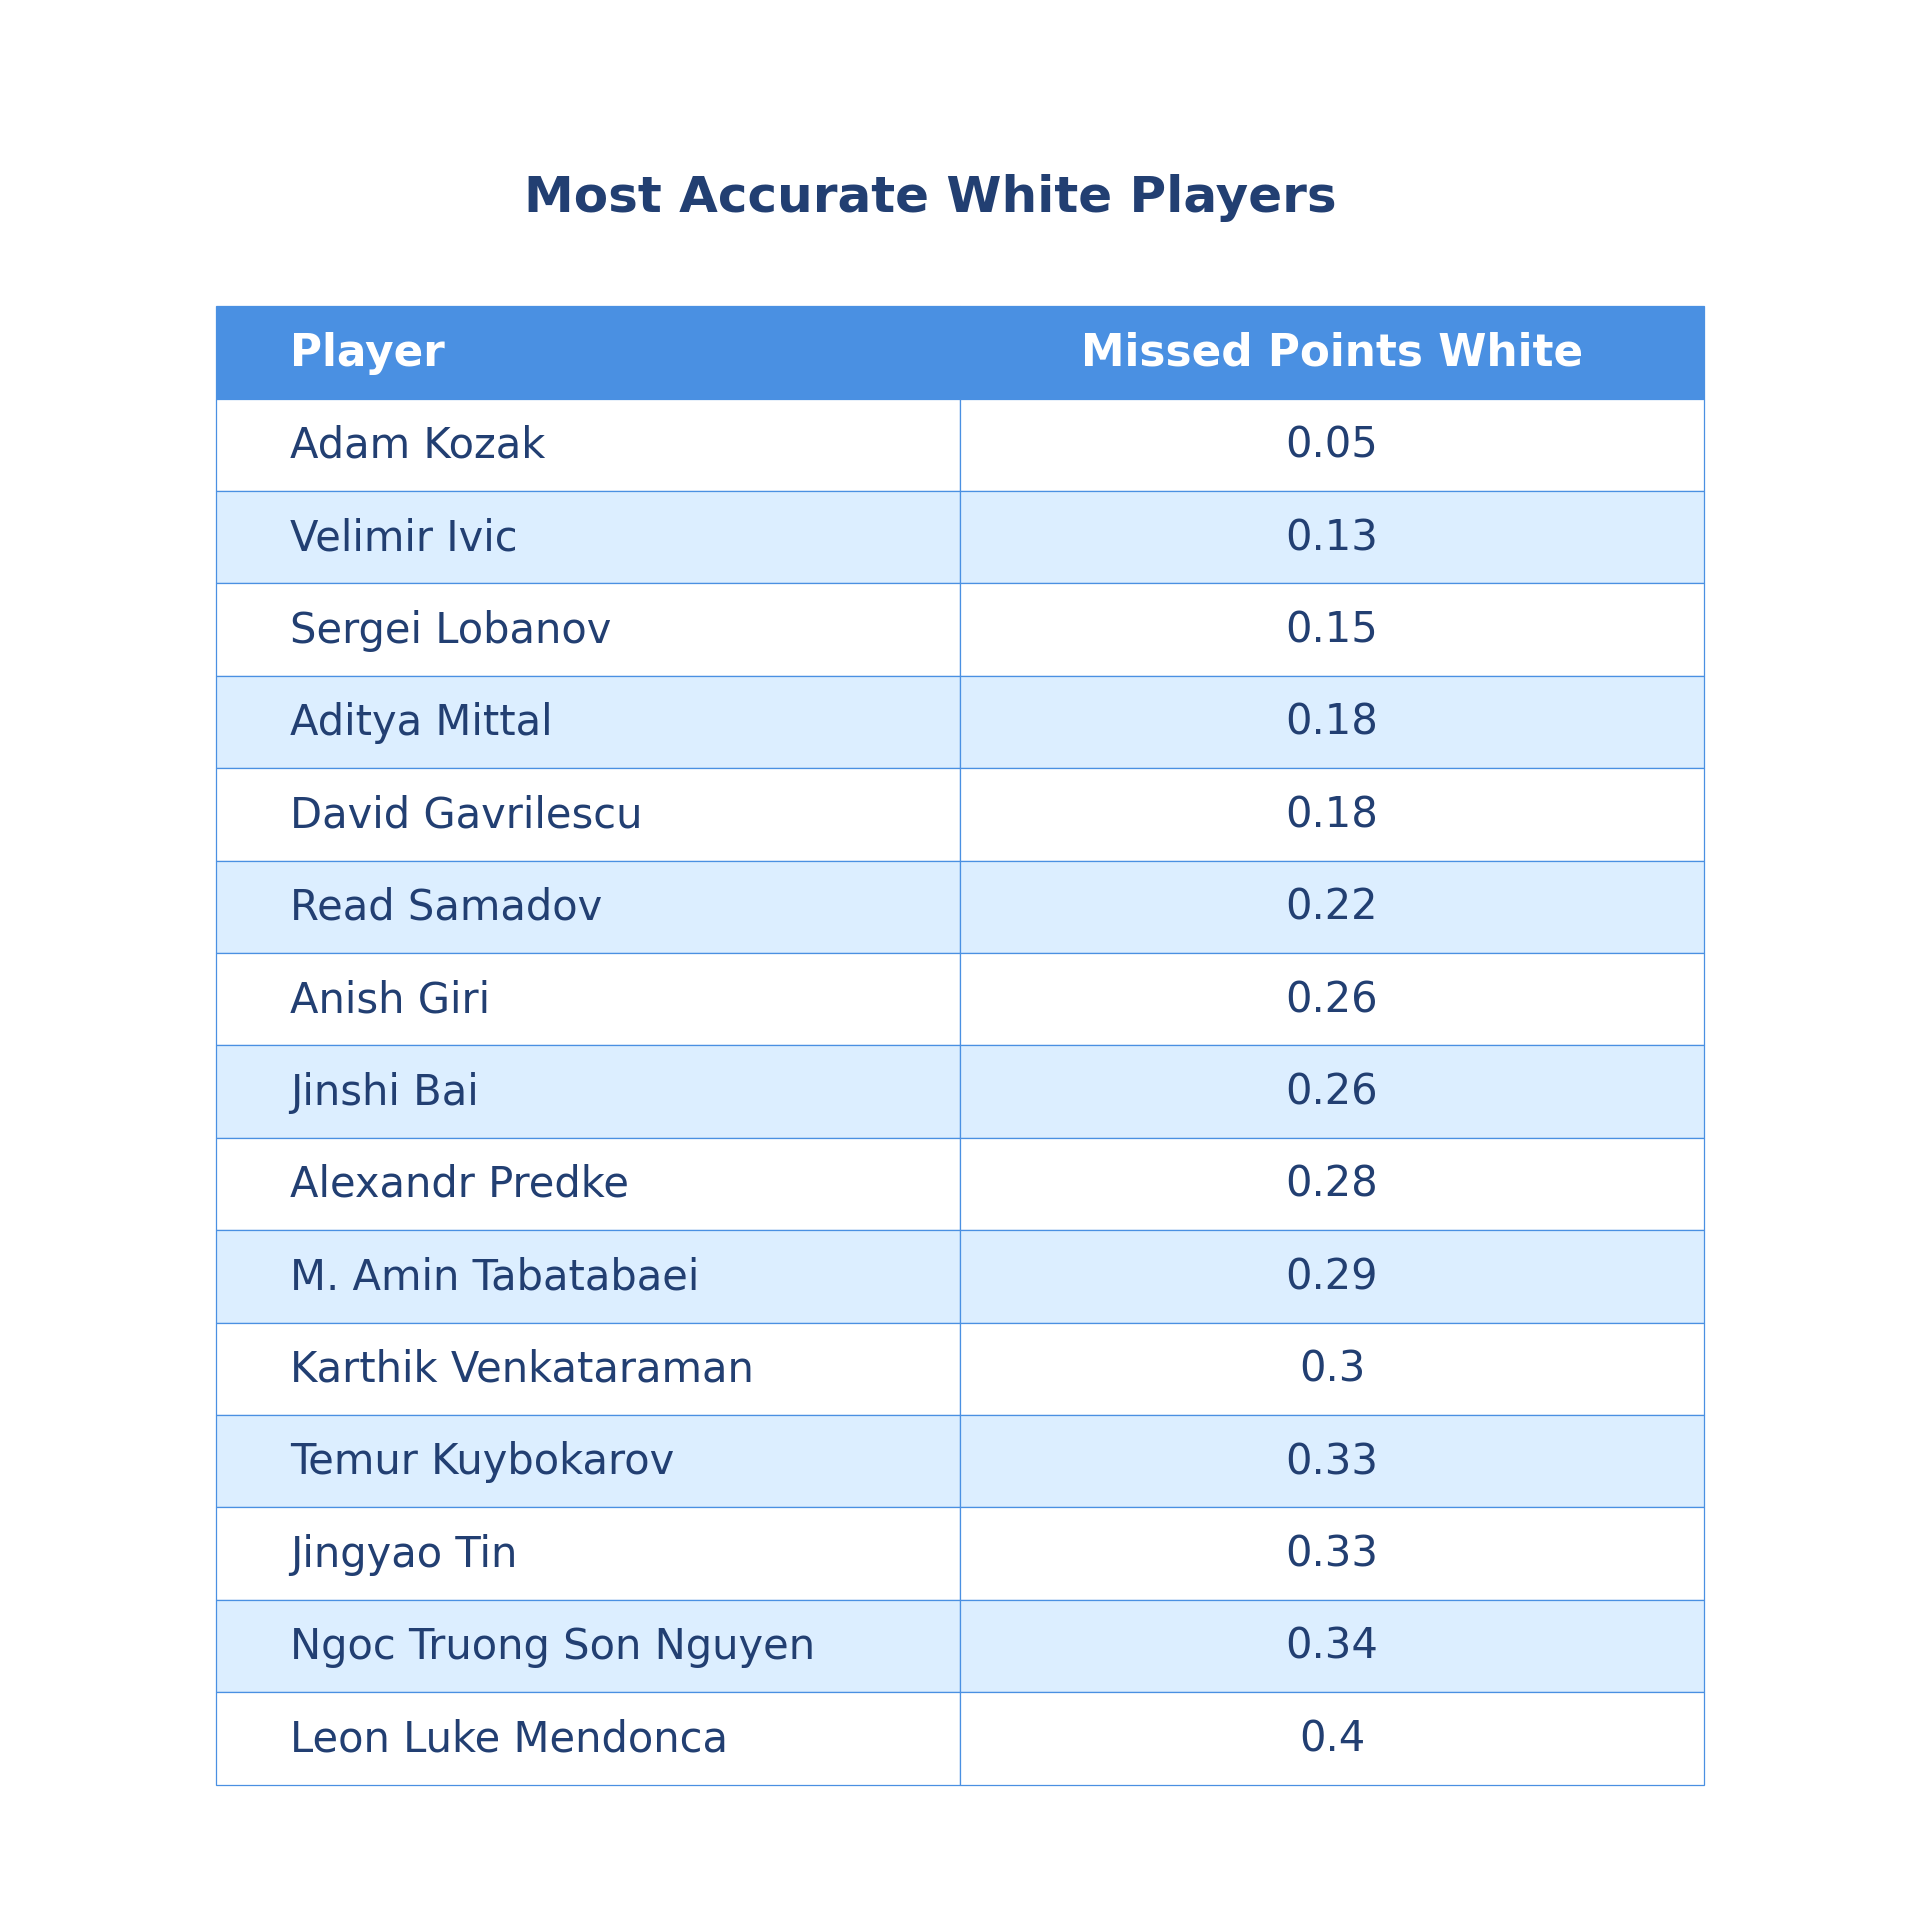 Most Accurate White Players
Player Missed Points White
Adam Kozak 0.05
Velimir Ivic 0.13
Sergei Lobanov 0.15
Aditya Mittal 0.18
David Gavrilescu 0.18
Read Samadov 0.22
Anish Giri 0.26
Jinshi Bai 0.26
Alexandr Predke 0.28
M. Amin Tabatabaei 0.29
Karthik Venkataraman 0.3
Temur Kuybokarov 0.33
Jingyao Tin 0.33
Ngoc Truong Son Nguyen 0.34
Leon Luke Mendonca 0.4